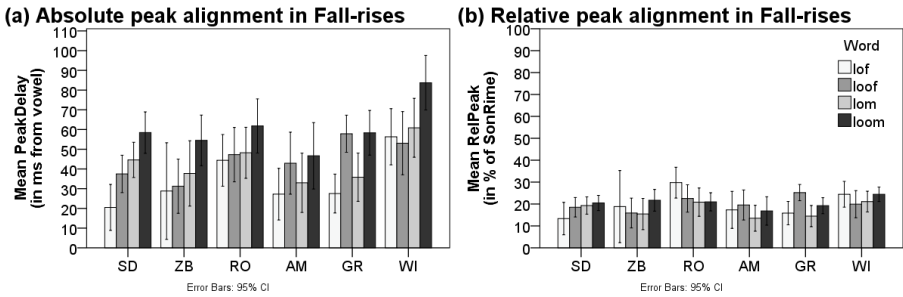 (a) Absolute peak alignment in Fall-rises
Mean PeakDelay
(in ms from vowel)
110
100
90
80
70
60
50
40
30
20
10
0
SD ZB RO AM GR WI
Error Bars: 95% CI
(b) Relative peak alignment in Fall-rises
Mean RelPeak
(in % of SonRime)
100
90
80
70
60
50
40
30
20
10
0
Word
lof
loof
lom
loom
SD ZB RO AM GR WI
Error Bars: 95% CI